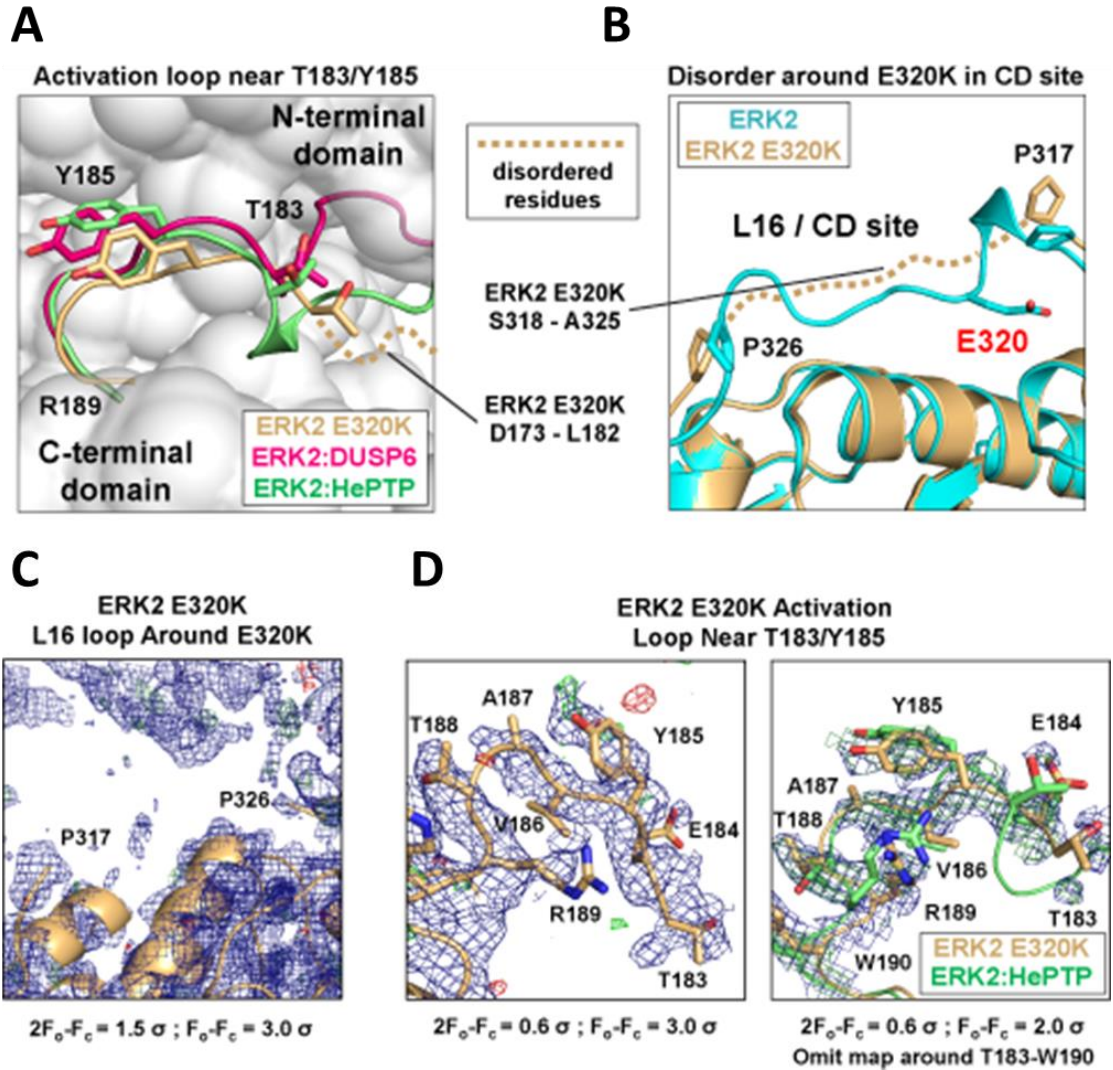 A
B
Activation loop near T183/Y185
Disorder around E320K in CD site
N-terminal
domain
Y185
T183
R189
C-terminal
domain
ERK2 E320K
ERK2:DUSP6
ERK2:HePTP
disordered
residues
ERK2 E320K
S318 - A325
ERK2 E320K
D173 - L182
ERK2
ERK2 E320K
P317
L16 / CD site
P326
E320
C
D
ERK2 E320K
L16 loop Around E320K
ERK2 E320K Activation
Loop Near T183/Y185
P326
P317
2Fo-Fc = 1.5 σ ; Fo-Fc = 3.0 σ
A187
T188
Y185
V186
E184
R189
T183
2Fo-Fc = 0.6 σ ; Fo-Fc = 3.0 σ
Y185
E184
A187
T188
V186
R189
T183
W190
ERK2 E320K
ERK2:HePTP
2Fo-Fc = 0.6 σ ; Fo-Fc = 2.0 σ
Omit map around T183-W190